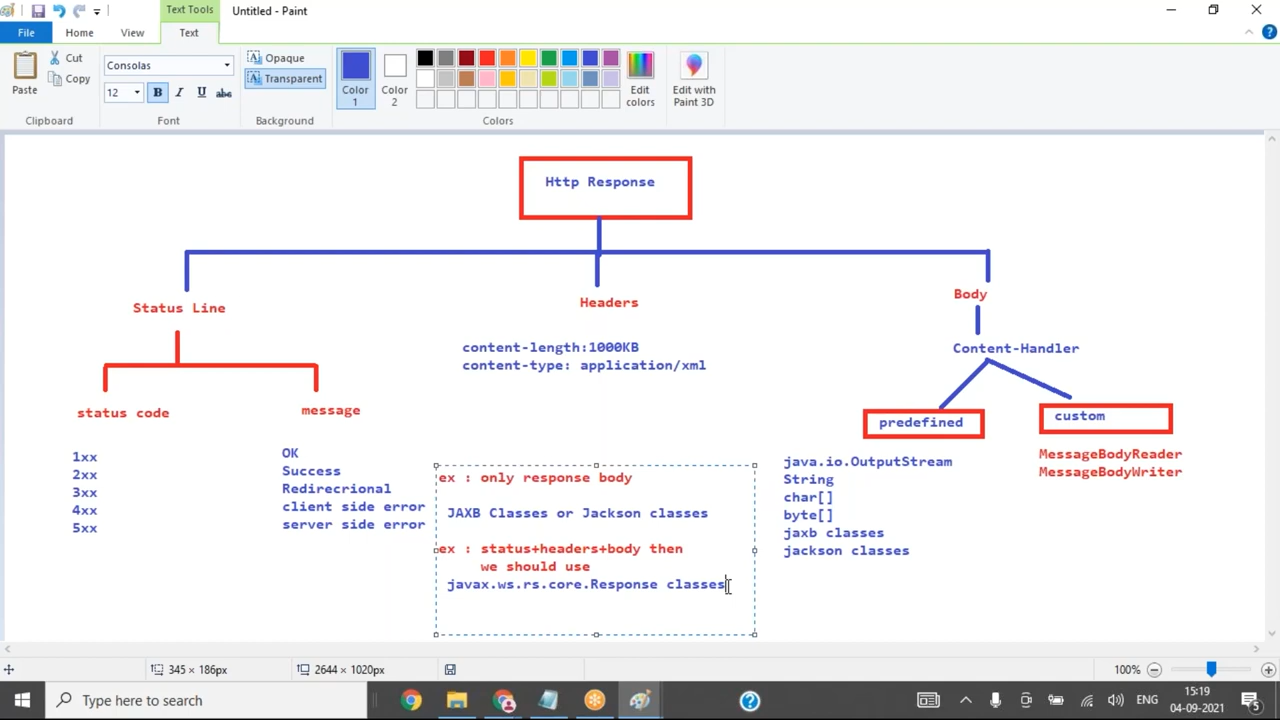 Text Tools
Untitled - Paint
File
Home
View
Text
Paste
Cut
Copy
Clipboard
Consolas
12
B
I
U
abc
Font
Opaque
Transparent
Background
Color 1
Color 2
Edit colors
Colors
Edit with Paint 3D
Http Response
Status Line
Headers
Body
content-length:1000KB
content-type: application/xml
Content-Handler
status code
message
predefined
custom
1xx
2xx
3xx
4xx
5xx
OK
Success
Redirecrional
client side error
server side error
ex : only response body
JAXB Classes or Jackson classes
ex : status+headers+body then
we should use
javax.ws.rs.core.Response classes
java.io.OutputStream
String
char[]
byte[]
jaxb classes
jackson classes
MessageBodyReader
MessageBodyWriter
345 × 186px
2644 × 1020px
100%
Type here to search
ENG
15:19
04-09-2021
5